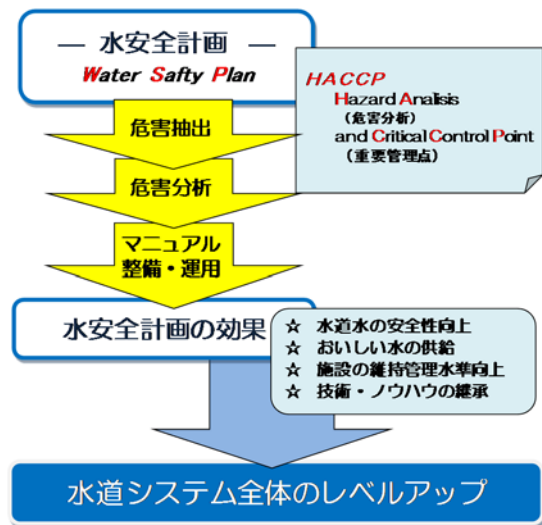 ― 水安全計画 ―
Water Safty Plan
HACCP
Hazard Analisis
(危害分析)
and Critical Control Point
(重要管理点)
危害抽出
危害分析
マニュアル
整備・運用
水安全計画の効果
☆ 水道水の安全性向上
☆ おいしい水の供給
☆ 施設の維持管理水準向上
☆ 技術・ノウハウの継承
水道システム全体のレベルアップ